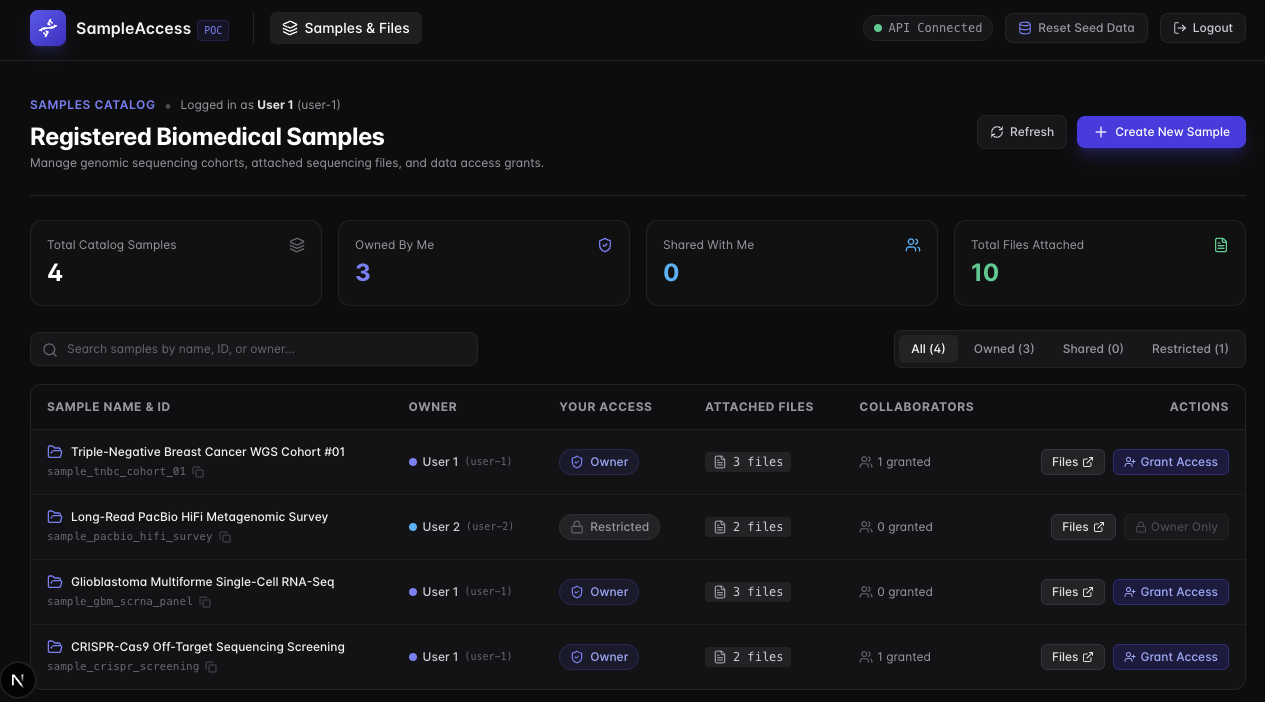 SampleAccess POC Samples & Files API Connected Reset Seed Data Logout
SAMPLES CATALOG • Logged in as User 1 (user-1)
Registered Biomedical Samples
Manage genomic sequencing cohorts, attached sequencing files, and data access grants.
Refresh Create New Sample
Total Catalog Samples
4
Owned By Me
3
Shared With Me
0
Total Files Attached
10
Search samples by name, ID, or owner...
All (4) Owned (3) Shared (0) Restricted (1)
SAMPLE NAME & ID OWNER YOUR ACCESS ATTACHED FILES COLLABORATORS ACTIONS
Triple-Negative Breast Cancer WGS Cohort #01
sample_tnbc_cohort_01
User 1 (user-1) Owner 3 files 1 granted Files Grant Access
Long-Read PacBio HiFi Metagenomic Survey
sample_pacbio_hifi_survey
User 2 (user-2) Restricted 2 files 0 granted Files Owner Only
Glioblastoma Multiforme Single-Cell RNA-Seq
sample_gbm_scrna_panel
User 1 (user-1) Owner 3 files 0 granted Files Grant Access
CRISPR-Cas9 Off-Target Sequencing Screening
sample_crispr_screening
User 1 (user-1) Owner 2 files 1 granted Files Grant Access
N